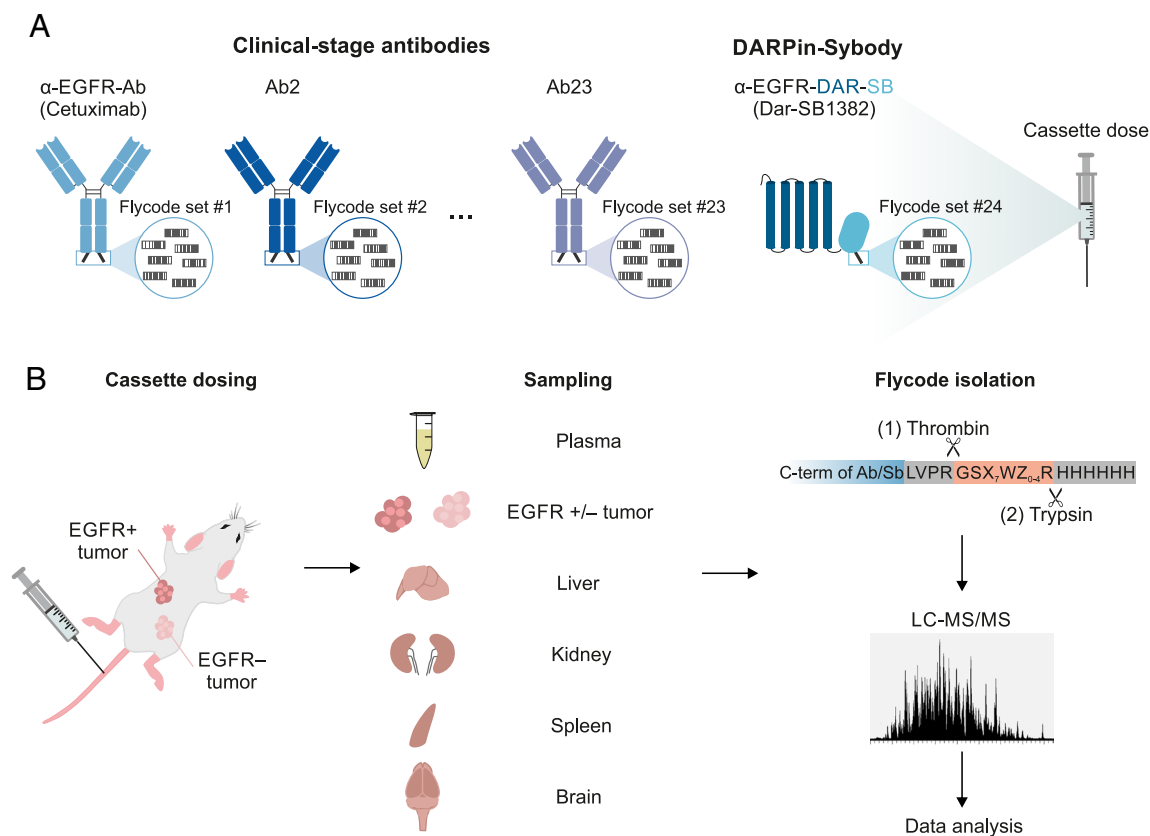 A
Clinical-stage antibodies
DARPin-Sybody
α-EGFR-Ab
(Cetuximab)
Ab2
Ab23
α-EGFR-DAR-SB
(Dar-SB1382)
Cassette dose
Flycode set #1
Flycode set #2
...
Flycode set #23
Flycode set #24
B
Cassette dosing
Sampling
Flycode isolation
EGFR+
tumor
EGFR–
tumor
Plasma
EGFR +/– tumor
Liver
Kidney
Spleen
Brain
(1) Thrombin
C-term of Ab/Sb LVPR GSX₇WZ₀₋₄R HHHHHH
(2) Trypsin
LC-MS/MS
Data analysis